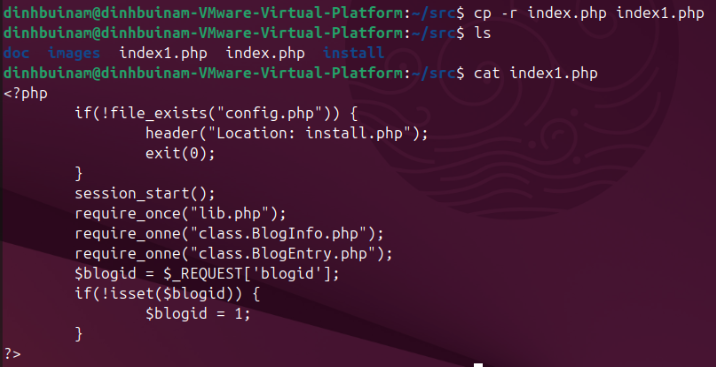 dinhbuinam@dinhbuinam-VMware-Virtual-Platform:~/src$ cp -r index.php index1.php
dinhbuinam@dinhbuinam-VMware-Virtual-Platform:~/src$ ls
doc  images  index1.php  index.php  install
dinhbuinam@dinhbuinam-VMware-Virtual-Platform:~/src$ cat index1.php
<?php
        if(!file_exists("config.php")) {
                header("Location: install.php");
                exit(0);
        }
        session_start();
        require_once("lib.php");
        require_onne("class.BlogInfo.php");
        require_onne("class.BlogEntry.php");
        $blogid = $_REQUEST['blogid'];
        if(!isset($blogid)) {
                $blogid = 1;
        }
?>